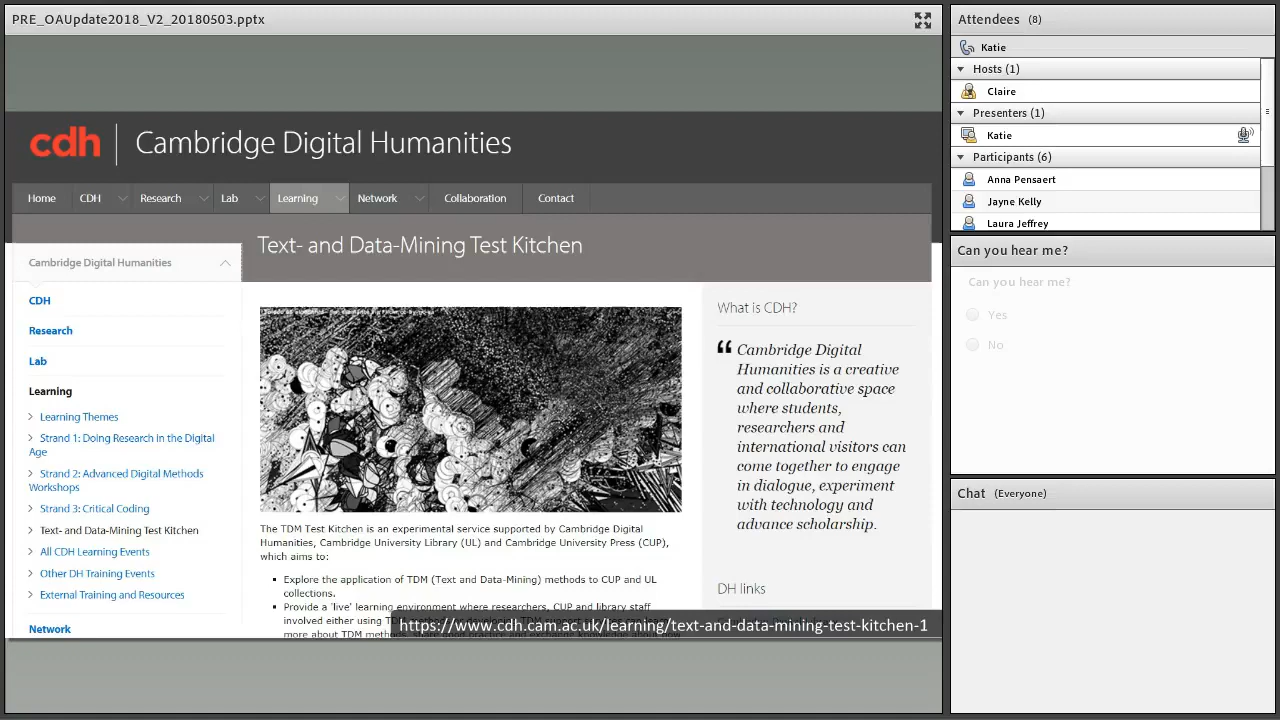 PRE_OAUpdate2018_V2_20180503.pptx
cdh
Cambridge Digital Humanities
Home
CDH
Research
Lab
Learning
Network
Collaboration
Contact
Cambridge Digital Humanities
CDH
Research
Lab
Learning
Learning Themes
Strand 1: Doing Research in the Digital
Age
Strand 2: Advanced Digital Methods
Workshops
Strand 3: Critical Coding
Text- and Data-Mining Test Kitchen
All CDH Learning Events
Other DH Training Events
External Training and Resources
Network
Text- and Data-Mining Test Kitchen
The TDM Test Kitchen is an experimental service supported by Cambridge Digital
Humanities, Cambridge University Library (UL) and Cambridge University Press (CUP),
which aims to:
Explore the application of TDM (Text and Data-Mining) methods to CUP and UL
collections.
Provide a 'live' learning environment where researchers, CUP and library staff
involved either using
more about TDM methods,
What is CDH?
“ Cambridge Digital
Humanities is a creative
and collaborative space
where students,
researchers and
international visitors can
come together to engage
in dialogue, experiment
with technology and
advance scholarship.
DH links
https://www.cdh.cam.ac.uk/learning/text-and-data-mining-test-kitchen-1
Attendees (8)
Katie
Hosts (1)
Claire
Presenters (1)
Katie
Participants (6)
Anna Pensaert
Jayne Kelly
Laura Jeffrey
Can you hear me?
Can you hear me?
Yes
No
Chat (Everyone)